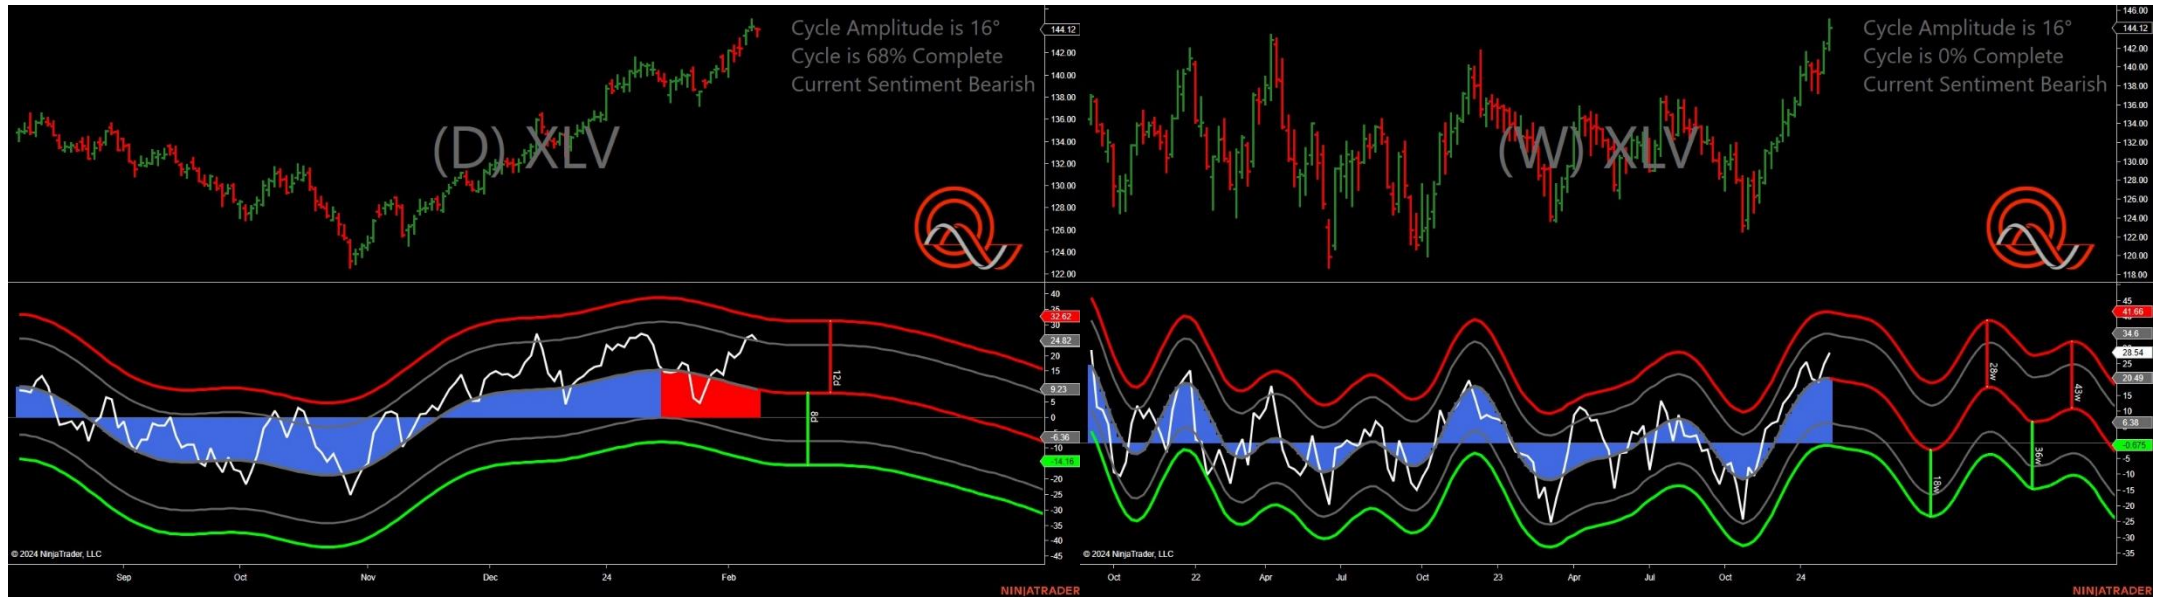 Cycle Amplitude is 16°
Cycle is 68% Complete
Current Sentiment Bearish
(D) XLV
144.12
142.00
140.00
138.00
136.00
134.00
132.00
130.00
128.00
126.00
124.00
122.00
40
35
32.62
30
24.82
20
15
9.23
5
0
-6.36
-10
-14.16
-20
-25
-30
-35
-40
-45
12d
8d
© 2024 NinjaTrader, LLC
Sep
Oct
Nov
Dec
24
Feb
NINJATRADER
Cycle Amplitude is 16°
Cycle is 0% Complete
Current Sentiment Bearish
(W) XLV
146.00
144.12
142.00
140.00
138.00
136.00
134.00
132.00
130.00
128.00
126.00
124.00
122.00
120.00
118.00
45
41.66
34.6
28.54
25
20.49
15
10
6.38
-0.675
-5
-10
-15
-20
-25
-30
-35
28w
43w
18w
36w
© 2024 NinjaTrader, LLC
Oct
22
Apr
Jul
Oct
23
Apr
Jul
Oct
24
NINJATRADER